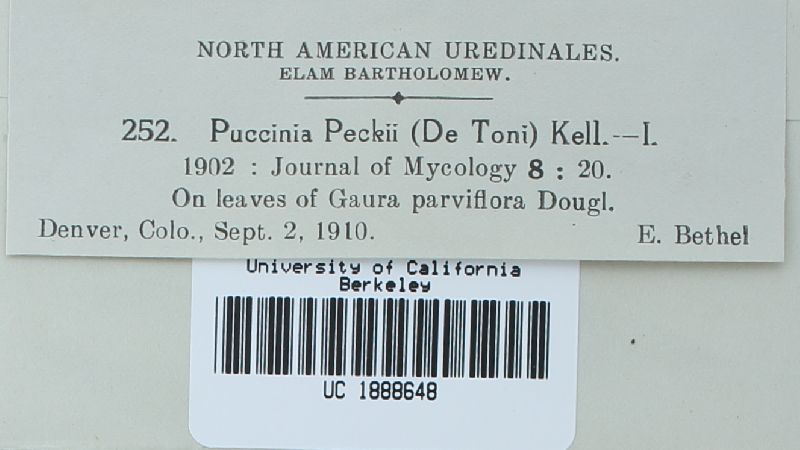 NORTH AMERICAN UREDINALES.
ELAM BARTHOLOMEW.
252. Puccinia Peckii (De Toni) Kell.--I.
1902 : Journal of Mycology 8 : 20.
On leaves of Gaura parviflora Dougl.
Denver, Colo., Sept. 2, 1910. E. Bethel
University of California
Berkeley
UC 1888648